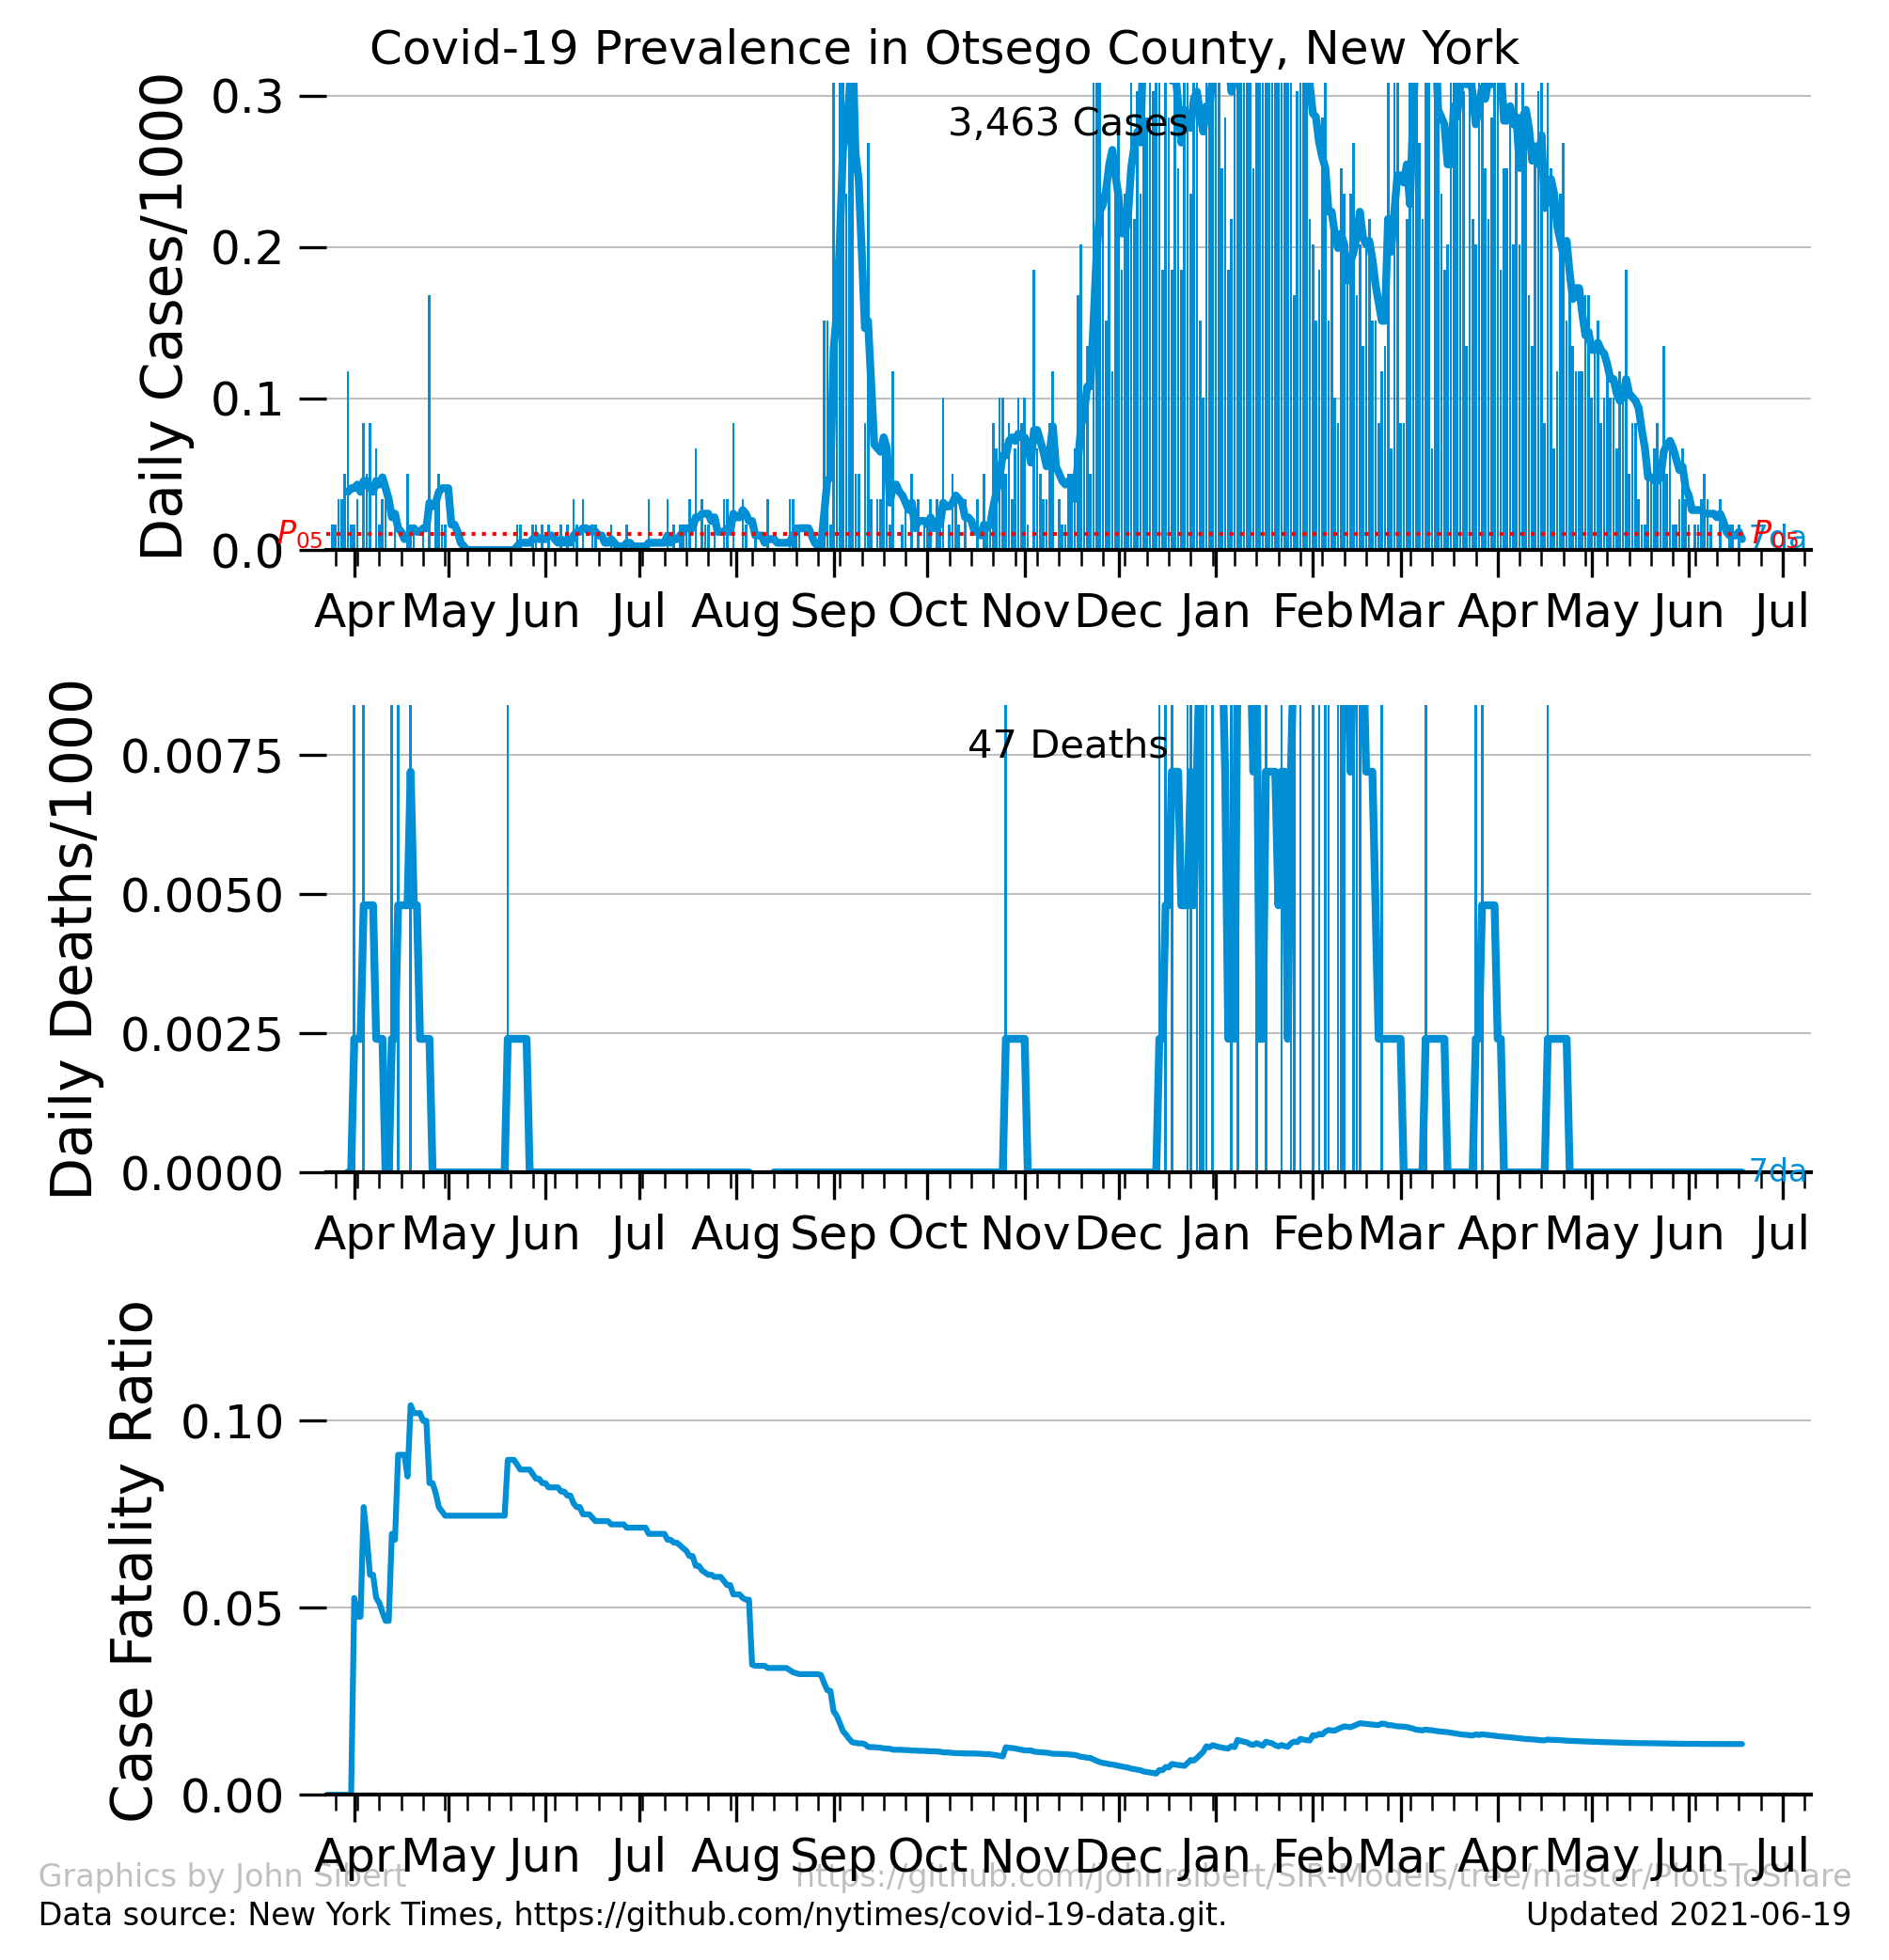 Covid-19 Prevalence in Otsego County, New York
Daily Cases/1000
0.3
0.2
0.1
0.0
3,463 Cases
P05
7da
P05
Apr May Jun Jul Aug Sep Oct Nov Dec Jan Feb Mar Apr May Jun Jul
Daily Deaths/1000
0.0075
0.0050
0.0025
0.0000
47 Deaths
7da
Apr May Jun Jul Aug Sep Oct Nov Dec Jan Feb Mar Apr May Jun Jul
Case Fatality Ratio
0.10
0.05
0.00
Apr May Jun Jul Aug Sep Oct Nov Dec Jan Feb Mar Apr May Jun Jul
Graphics by John Sibert
https://github.com/johnrsibert/SIR-Models/tree/master/PlotsToShare
Data source: New York Times, https://github.com/nytimes/covid-19-data.git.
Updated 2021-06-19